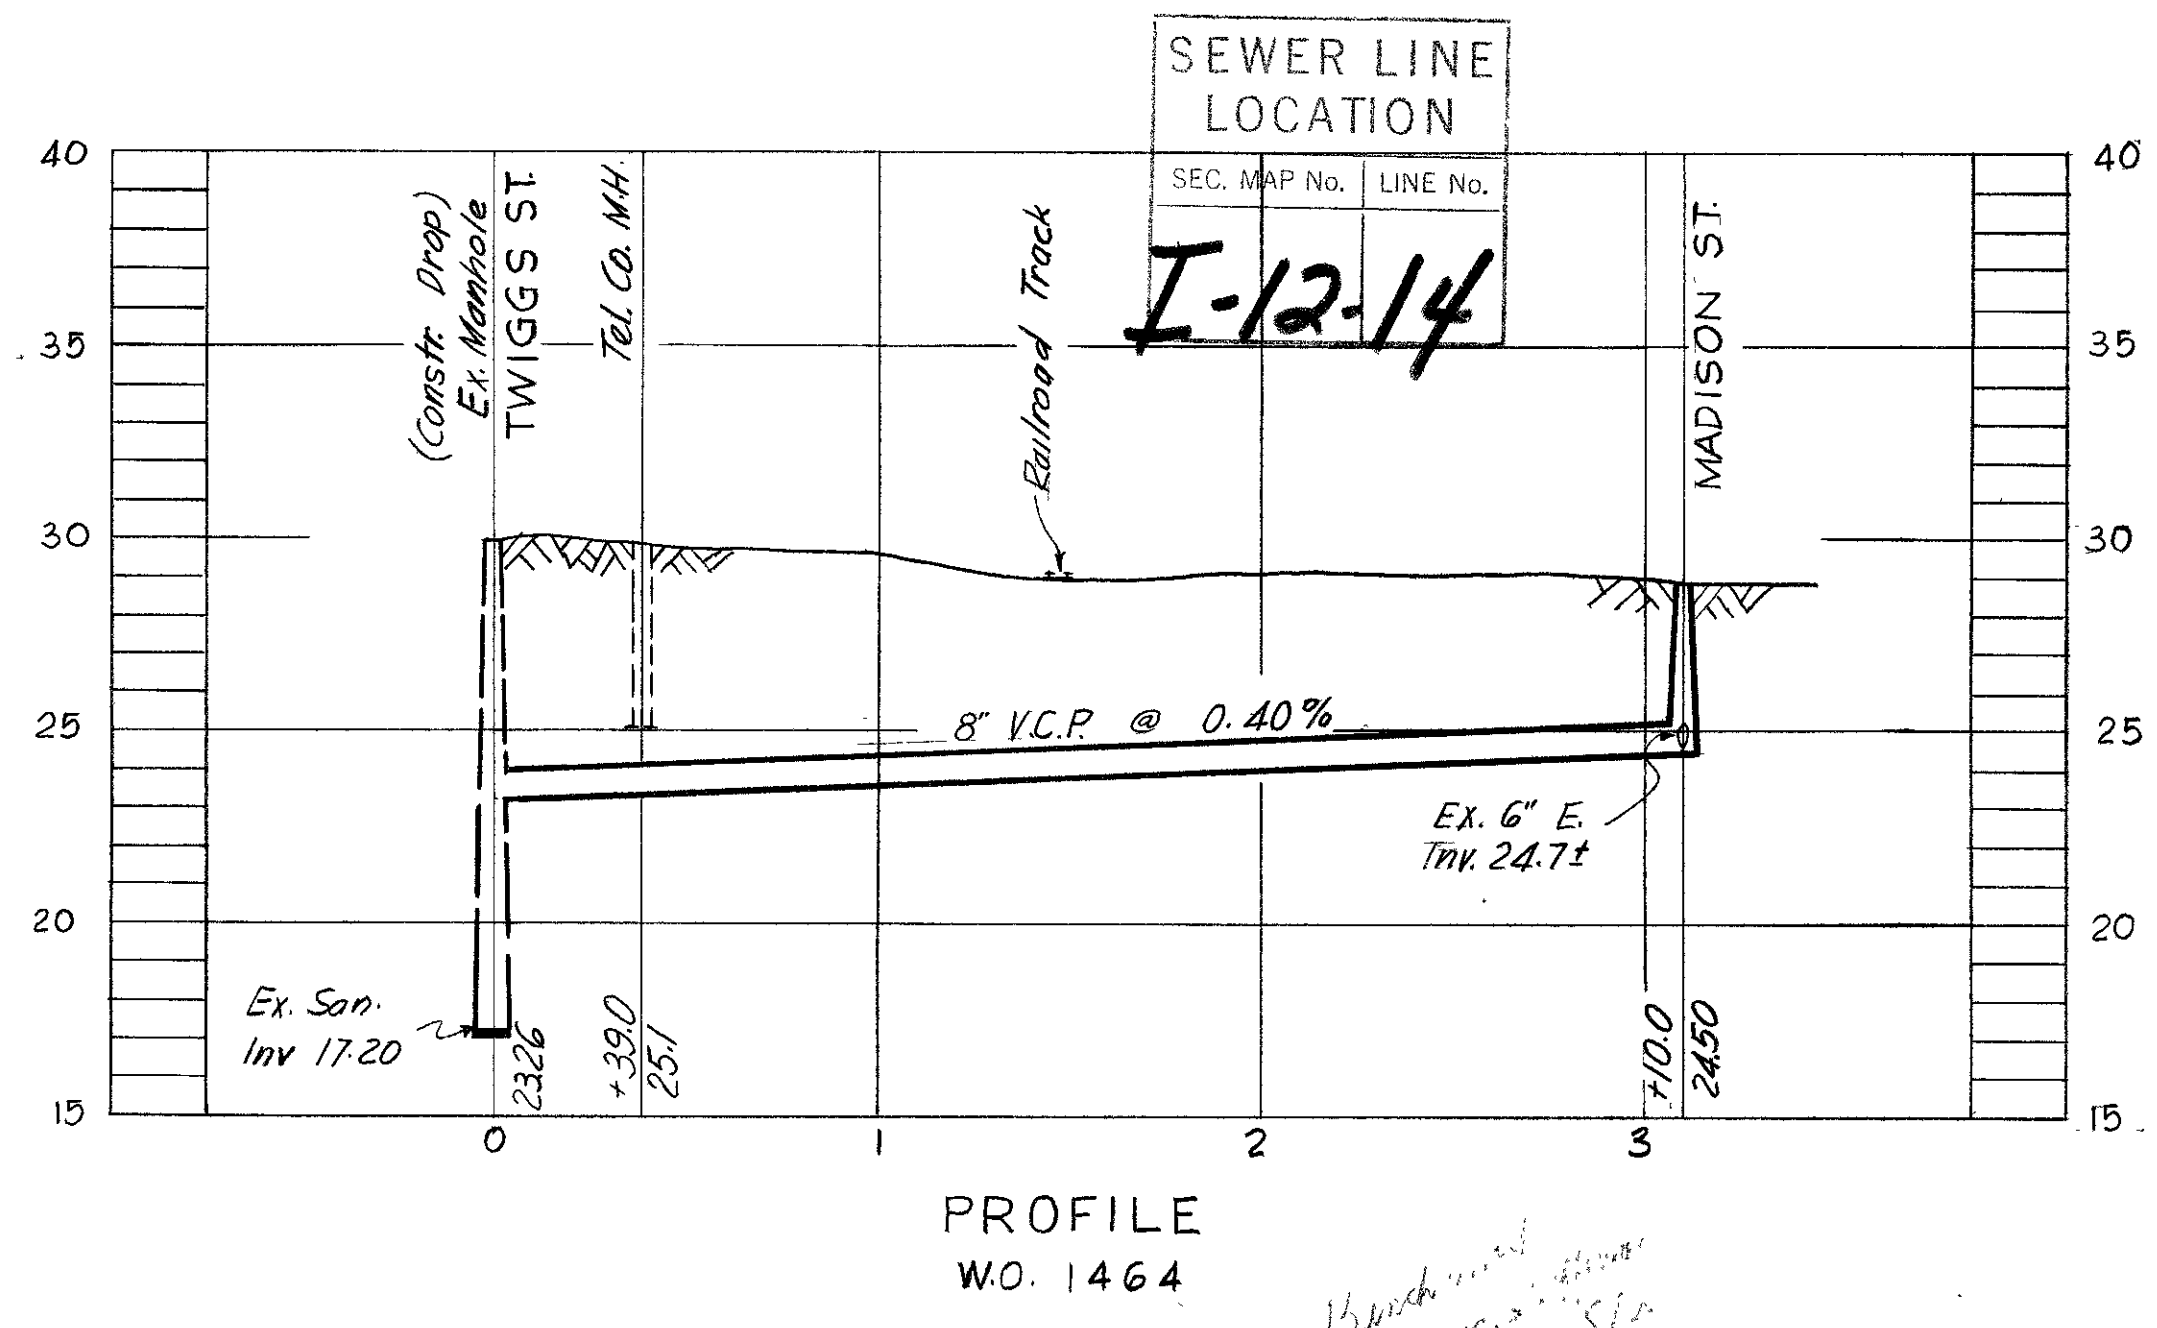 SEWER LINE
LOCATION
SEC. MAP No.
LINE No.
I-12-14
40
35
30
25
20
15
40
35
30
25
20
15
(Constr. Drop)
Ex. Manhole
TWIGGS ST.
Tel. Co. M.H.
Railroad Track
MADISON ST.
8" V.C.P. @ 0.40%
Ex. 6" E.
Inv. 24.7±
Ex. San.
Inv 17.20
23.26
+39.0
25.1
+10.0
24.50
0
1
2
3
PROFILE
W.O. 1464